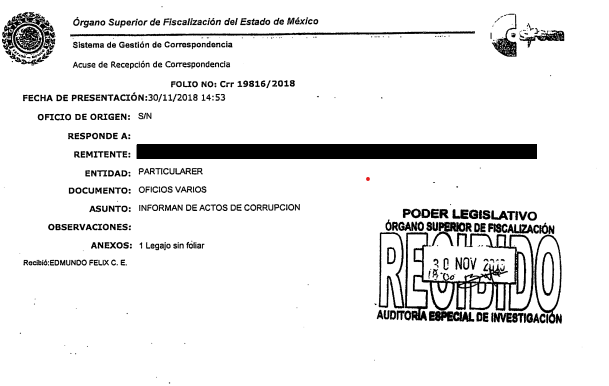 Órgano Superior de Fiscalización del Estado de México
Sistema de Gestión de Correspondencia
Acuse de Recepción de Correspondencia
FOLIO NO: Crr 19816/2018
FECHA DE PRESENTACIÓN:30/11/2018 14:53
OFICIO DE ORIGEN: S/N
RESPONDE A:
REMITENTE:
ENTIDAD: PARTICULARER
DOCUMENTO: OFICIOS VARIOS
ASUNTO: INFORMAN DE ACTOS DE CORRUPCION
OBSERVACIONES:
ANEXOS: 1 Legajo sin foliar
Recibió:EDMUNDO FELIX C. E.
PODER LEGISLATIVO
ÓRGANO SUPERIOR DE FISCALIZACIÓN
RECIBIDO
30 NOV
AUDITORÍA ESPECIAL DE INVESTIGACIÓN